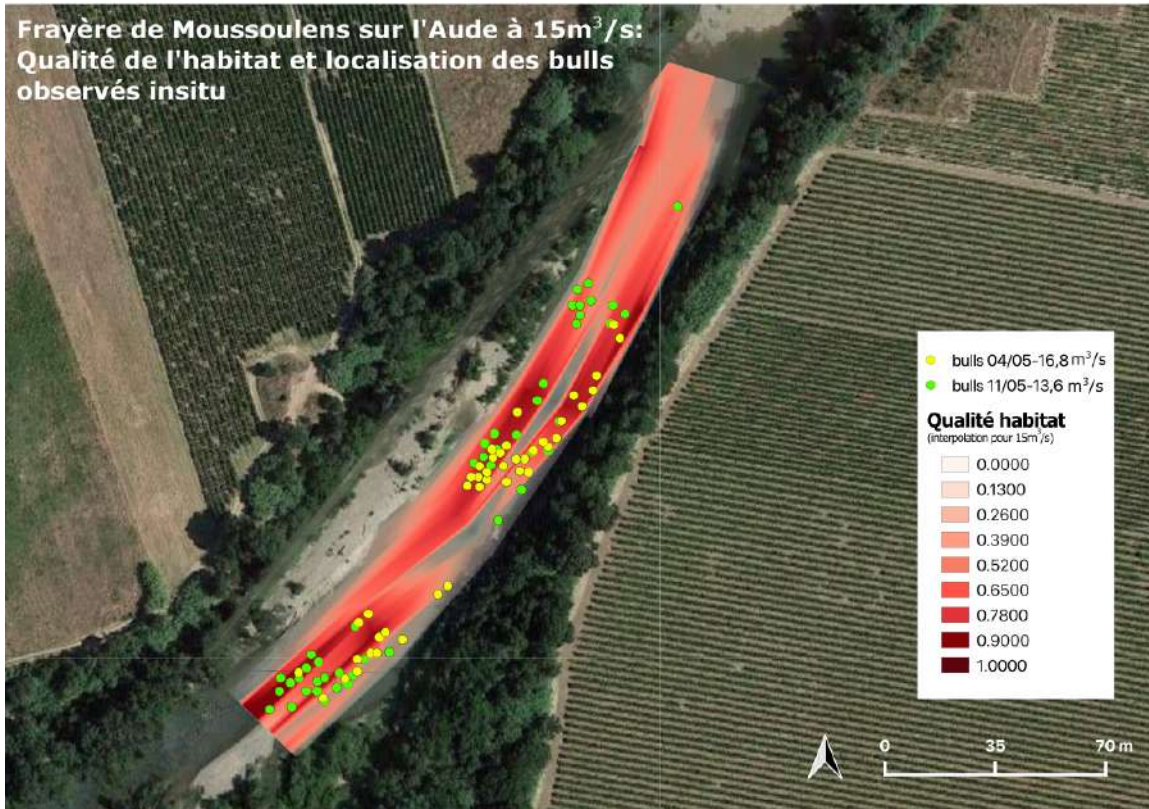 Frayère de Moussoulens sur l'Aude à 15m³/s:
Qualité de l'habitat et localisation des bulls
observés insitu
bulls 04/05-16,8 m³/s
bulls 11/05-13,6 m³/s
Qualité habitat
(interpolation pour 15m³/s)
0.0000
0.1300
0.2600
0.3900
0.5200
0.6500
0.7800
0.9000
1.0000
0 35 70 m